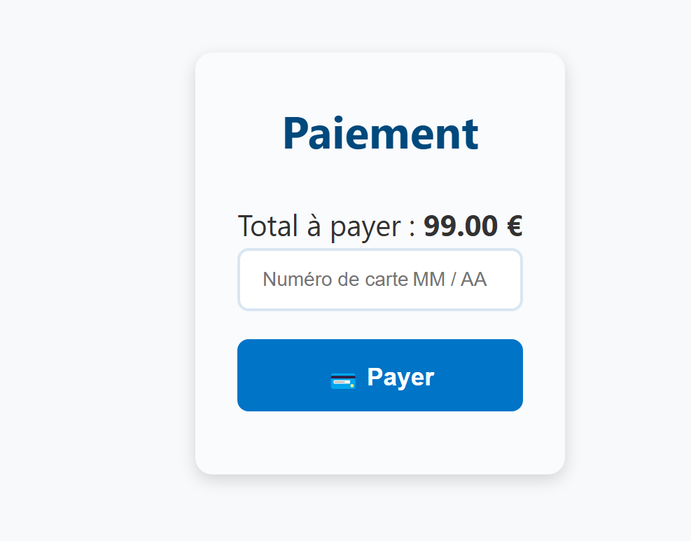 Paiement
Total à payer : 99.00 €
Numéro de carte MM / AA
Payer